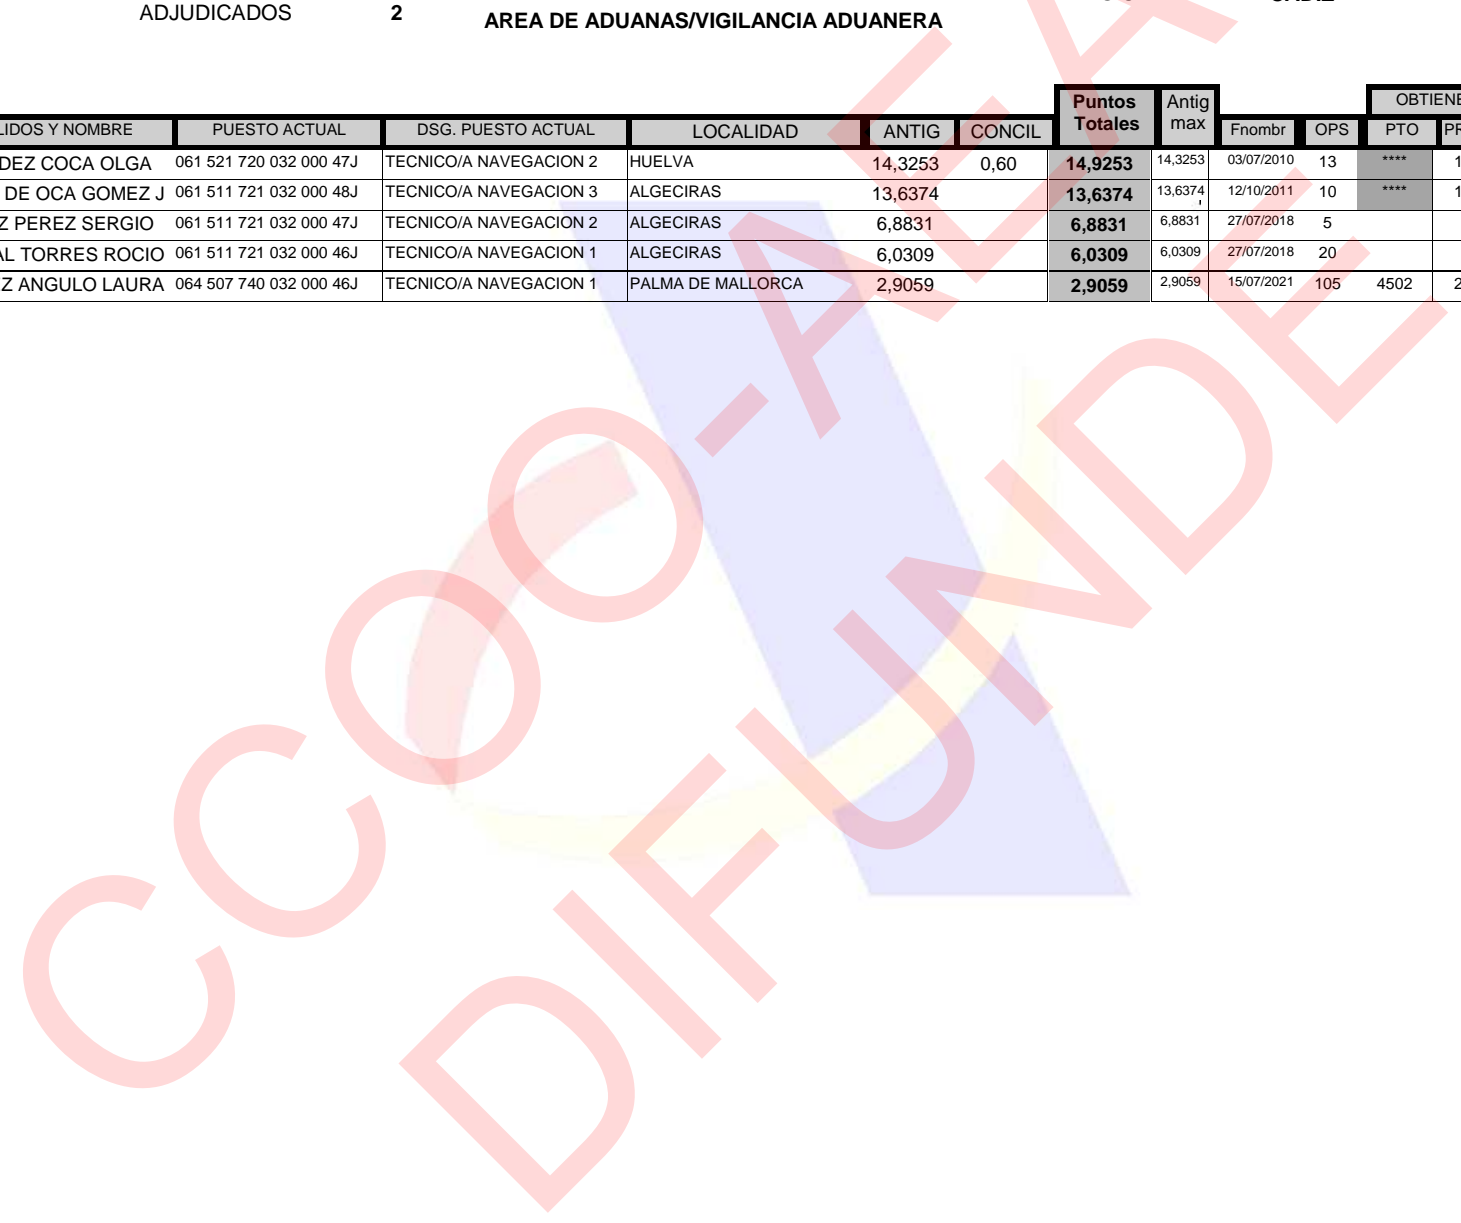 ADJUDICADOS 2 AREA DE ADUANAS/VIGILANCIA ADUANERA
Puntos Totales Antig max OBTIENE
LIDOS Y NOMBRE PUESTO ACTUAL DSG. PUESTO ACTUAL LOCALIDAD ANTIG CONCIL Fnombr OPS PTO PR
DEZ COCA OLGA 061 521 720 032 000 47J TECNICO/A NAVEGACION 2 HUELVA 14,3253 0,60 14,9253 14,3253 03/07/2010 13 **** 1
DE OCA GOMEZ J 061 511 721 032 000 48J TECNICO/A NAVEGACION 3 ALGECIRAS 13,6374 13,6374 13,6374 12/10/2011 10 **** 1
Z PEREZ SERGIO 061 511 721 032 000 47J TECNICO/A NAVEGACION 2 ALGECIRAS 6,8831 6,8831 6,8831 27/07/2018 5
AL TORRES ROCIO 061 511 721 032 000 46J TECNICO/A NAVEGACION 1 ALGECIRAS 6,0309 6,0309 6,0309 27/07/2018 20
Z ANGULO LAURA 064 507 740 032 000 46J TECNICO/A NAVEGACION 1 PALMA DE MALLORCA 2,9059 2,9059 2,9059 15/07/2021 105 4502 2
CCOO-AEA
DIFUNDE